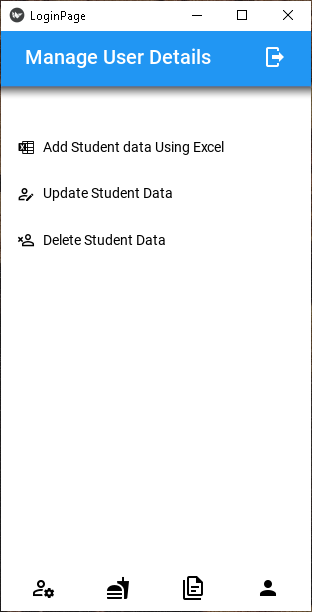 LoginPage
Manage User Details
Add Student data Using Excel
Update Student Data
Delete Student Data